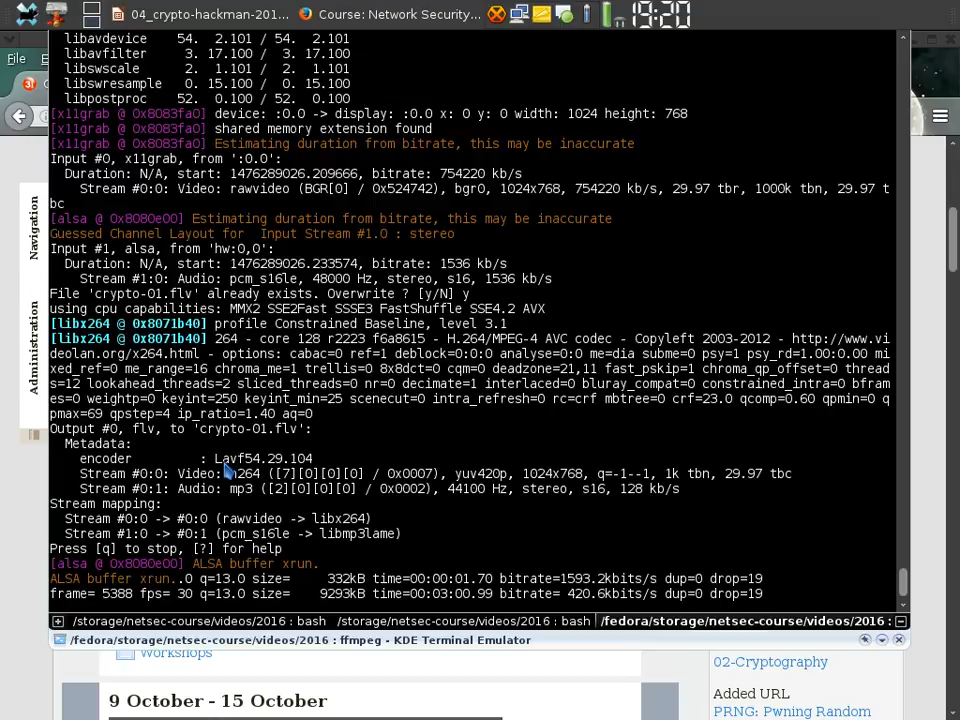 04_crypto-hackman-201...
Course: Network Security...
19:20
File
libavdevice 54. 2.101 / 54. 2.101
libavfilter 3. 17.100 / 3. 17.100
libswscale 2. 1.101 / 2. 1.101
libswresample 0. 15.100 / 0. 15.100
libpostproc 52. 0.100 / 52. 0.100
[x11grab @ 0x8083fa0] device: :0.0 -> display: :0.0 x: 0 y: 0 width: 1024 height: 768
[x11grab @ 0x8083fa0] shared memory extension found
[x11grab @ 0x8083fa0] Estimating duration from bitrate, this may be inaccurate
Input #0, x11grab, from ':0.0':
Duration: N/A, start: 1476289026.209666, bitrate: 754220 kb/s
Stream #0:0: Video: rawvideo (BGR[0] / 0x524742), bgr0, 1024x768, 754220 kb/s, 29.97 tbr, 1000k tbn, 29.97 t
bc
[alsa @ 0x8080e00] Estimating duration from bitrate, this may be inaccurate
Guessed Channel Layout for Input Stream #1.0 : stereo
Input #1, alsa, from 'hw:0,0':
Duration: N/A, start: 1476289026.233574, bitrate: 1536 kb/s
Stream #1:0: Audio: pcm_s16le, 48000 Hz, stereo, s16, 1536 kb/s
File 'crypto-01.flv' already exists. Overwrite ? [y/N] y
using cpu capabilities: MMX2 SSE2Fast SSSE3 FastShuffle SSE4.2 AVX
[libx264 @ 0x8071b40] profile Constrained Baseline, level 3.1
[libx264 @ 0x8071b40] 264 - core 128 r2223 f6a8615 - H.264/MPEG-4 AVC codec - Copyleft 2003-2012 - http://www.vi
deolan.org/x264.html - options: cabac=0 ref=1 deblock=0:0:0 analyse=0:0 me=dia subme=0 psy=1 psy_rd=1.00:0.00 mi
xed_ref=0 me_range=16 chroma_me=1 trellis=0 8x8dct=0 cqm=0 deadzone=21,11 fast_pskip=1 chroma_qp_offset=0 thread
s=12 lookahead_threads=2 sliced_threads=0 nr=0 decimate=1 interlaced=0 bluray_compat=0 constrained_intra=0 bfram
es=0 weightp=0 keyint=250 keyint_min=25 scenecut=0 intra_refresh=0 rc=crf mbtree=0 crf=23.0 qcomp=0.60 qpmin=0 q
pmax=69 qpstep=4 ip_ratio=1.40 aq=0
Output #0, flv, to 'crypto-01.flv':
Metadata:
encoder : Lavf54.29.104
Stream #0:0: Video: h264 ([7][0][0][0] / 0x0007), yuv420p, 1024x768, q=-1--1, 1k tbn, 29.97 tbc
Stream #0:1: Audio: mp3 ([2][0][0][0] / 0x0002), 44100 Hz, stereo, s16, 128 kb/s
Stream mapping:
Stream #0:0 -> #0:0 (rawvideo -> libx264)
Stream #1:0 -> #0:1 (pcm_s16le -> libmp3lame)
Press [q] to stop, [?] for help
[alsa @ 0x8080e00] ALSA buffer xrun.
ALSA buffer xrun..0 q=13.0 size= 332kB time=00:00:01.70 bitrate=1593.2kbits/s dup=0 drop=19
frame= 5388 fps= 30 q=13.0 size= 9293kB time=00:03:00.99 bitrate= 420.6kbits/s dup=0 drop=19
/storage/netsec-course/videos/2016 : bash
/storage/netsec-course/videos/2016 : bash
/fedora/storage/netsec-course/videos/2016 :
/fedora/storage/netsec-course/videos/2016 : ffmpeg - KDE Terminal Emulator
Navigation
Administration
Workshops
9 October - 15 October
02-Cryptography
Added URL
PRNG: Pwning Random